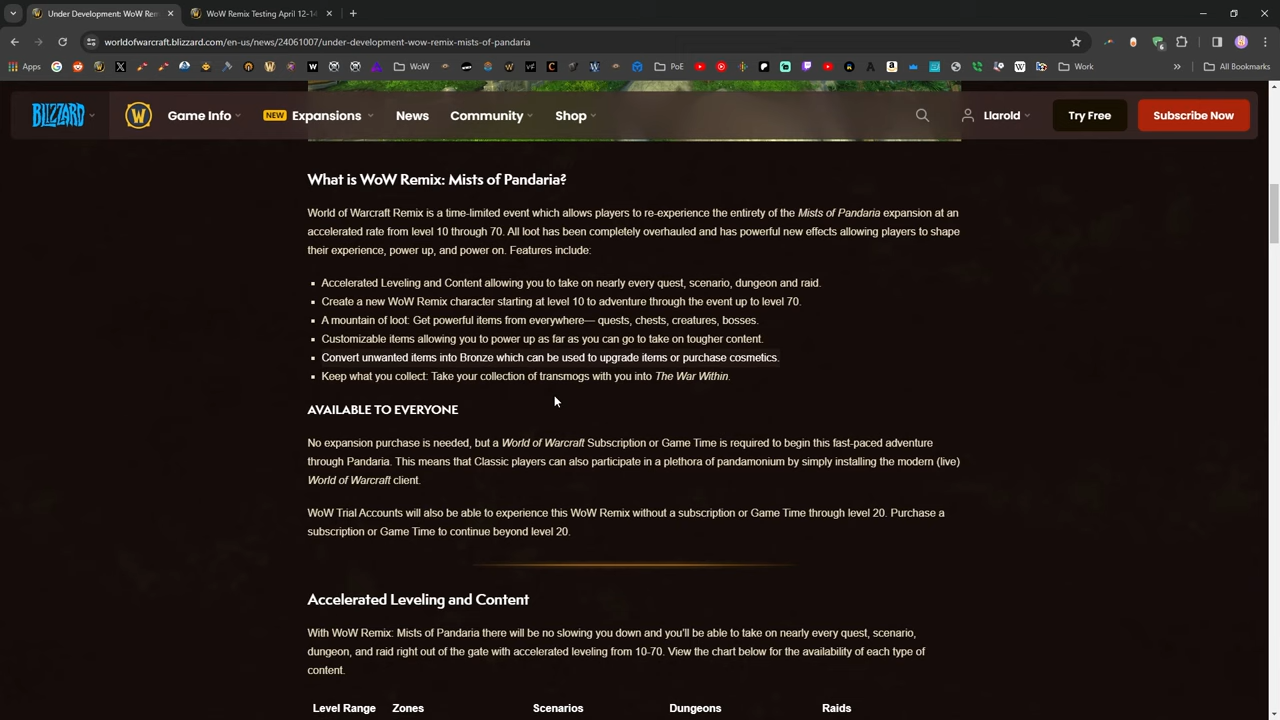 Under Development: WoW Rem
WoW Remix Testing April 12-14
worldofwarcraft.blizzard.com/en-us/news/24061007/under-development-wow-remix-mists-of-pandaria
Apps
WoW
PoE
Work
All Bookmarks
BLIZZARD
Game Info
NEW
Expansions
News
Community
Shop
Llarold
Try Free
Subscribe Now
What is WoW Remix: Mists of Pandaria?
World of Warcraft Remix is a time-limited event which allows players to re-experience the entirety of the Mists of Pandaria expansion at an
accelerated rate from level 10 through 70. All loot has been completely overhauled and has powerful new effects allowing players to shape
their experience, power up, and power on. Features include:
Accelerated Leveling and Content allowing you to take on nearly every quest, scenario, dungeon and raid.
Create a new WoW Remix character starting at level 10 to adventure through the event up to level 70.
A mountain of loot: Get powerful items from everywhere— quests, chests, creatures, bosses.
Customizable items allowing you to power up as far as you can go to take on tougher content.
Convert unwanted items into Bronze which can be used to upgrade items or purchase cosmetics.
Keep what you collect: Take your collection of transmogs with you into The War Within.
AVAILABLE TO EVERYONE
No expansion purchase is needed, but a World of Warcraft Subscription or Game Time is required to begin this fast-paced adventure
through Pandaria. This means that Classic players can also participate in a plethora of pandamonium by simply installing the modern (live)
World of Warcraft client.
WoW Trial Accounts will also be able to experience this WoW Remix without a subscription or Game Time through level 20. Purchase a
subscription or Game Time to continue beyond level 20.
Accelerated Leveling and Content
With WoW Remix: Mists of Pandaria there will be no slowing you down and you'll be able to take on nearly every quest, scenario,
dungeon, and raid right out of the gate with accelerated leveling from 10-70. View the chart below for the availability of each type of
content.
Level Range Zones Scenarios Dungeons Raids